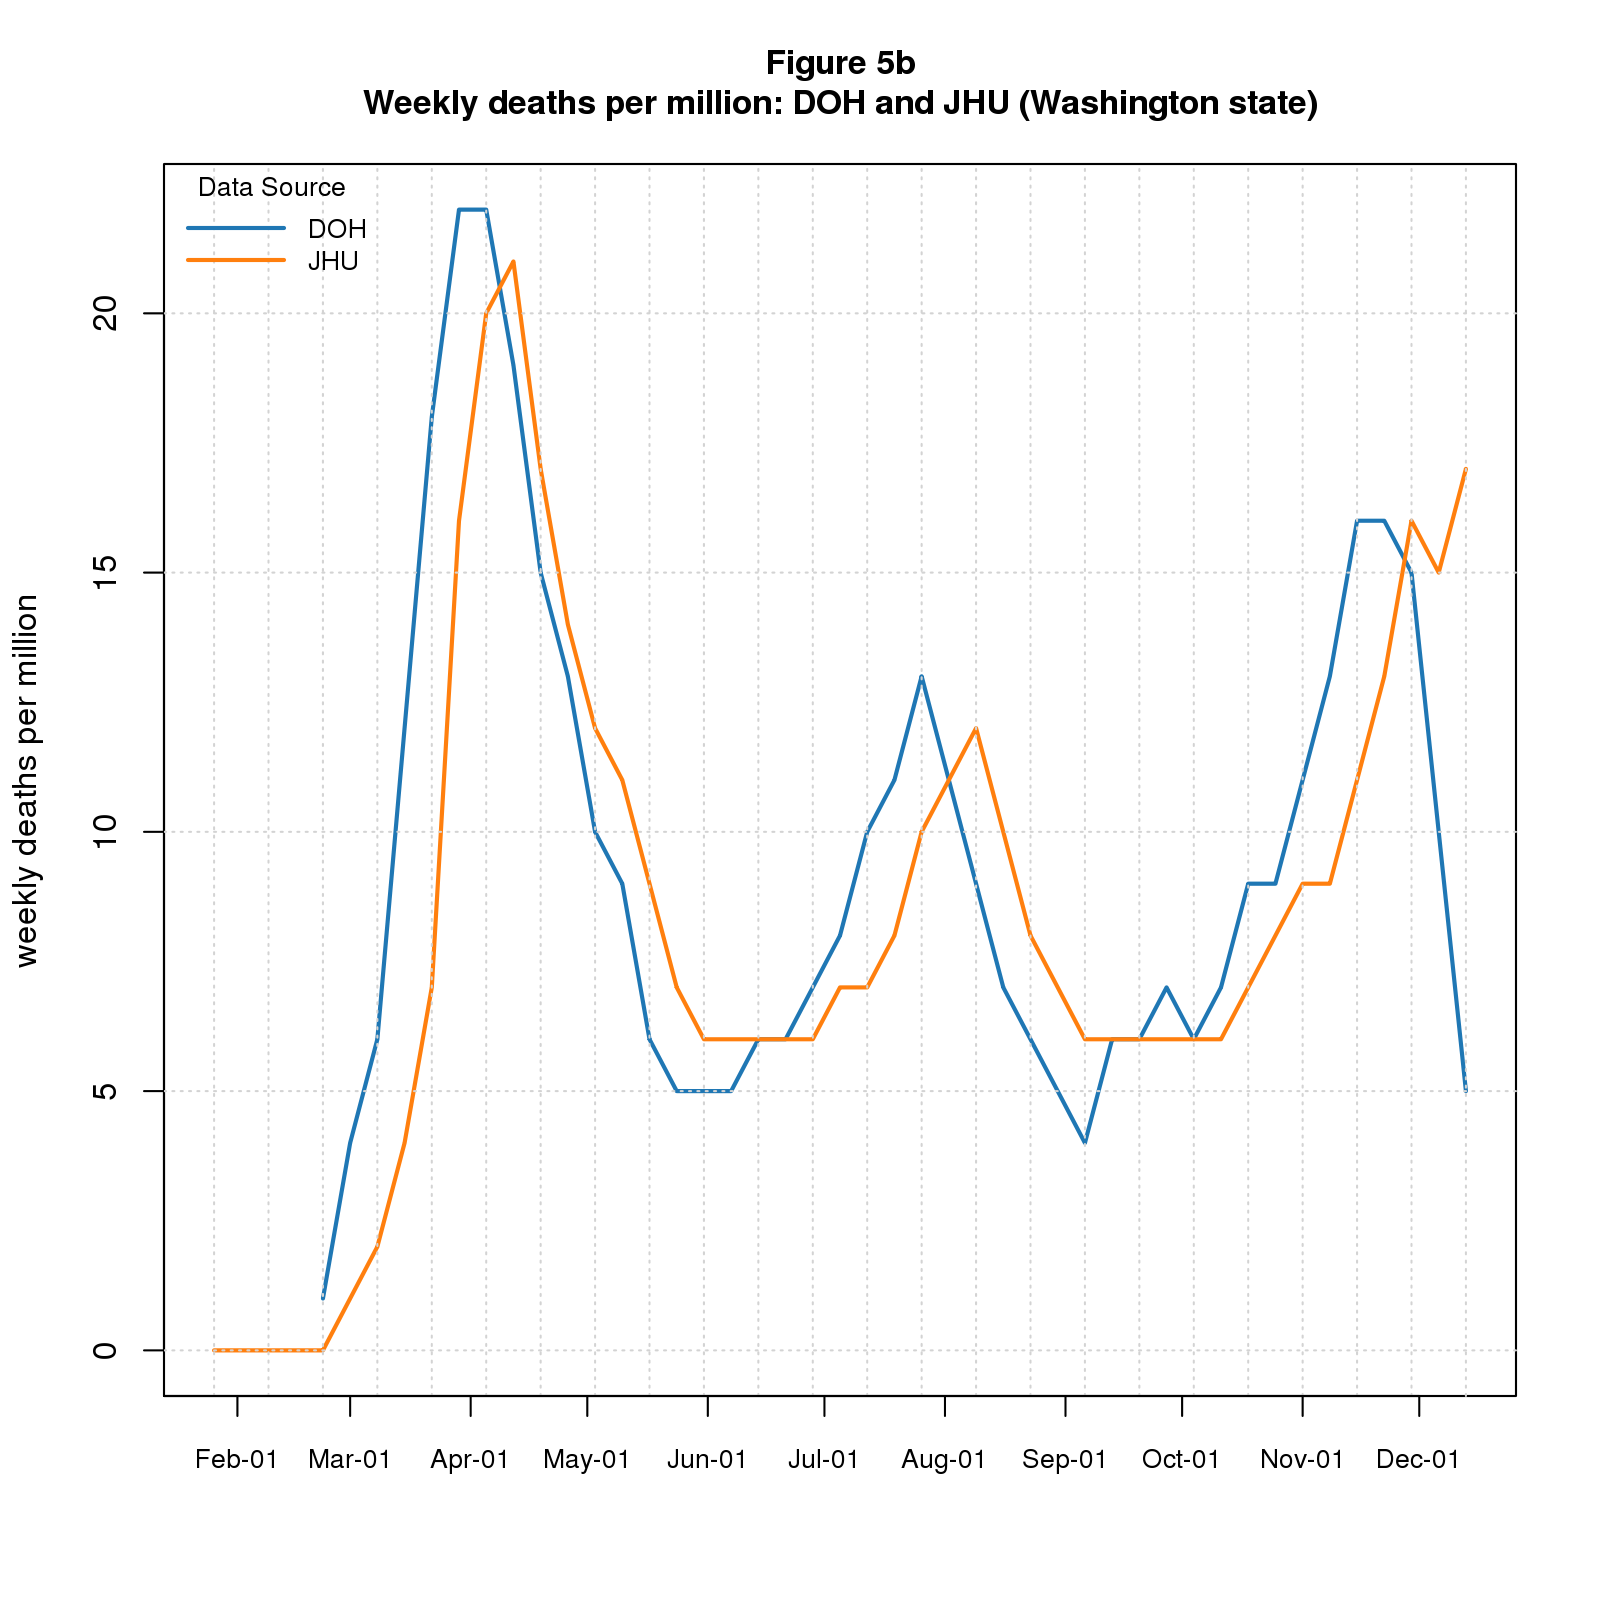 Figure 5b
Weekly deaths per million: DOH and JHU (Washington state)
Data Source
DOH
JHU
weekly deaths per million
20
15
10
5
0
Feb-01 Mar-01 Apr-01 May-01 Jun-01 Jul-01 Aug-01 Sep-01 Oct-01 Nov-01 Dec-01